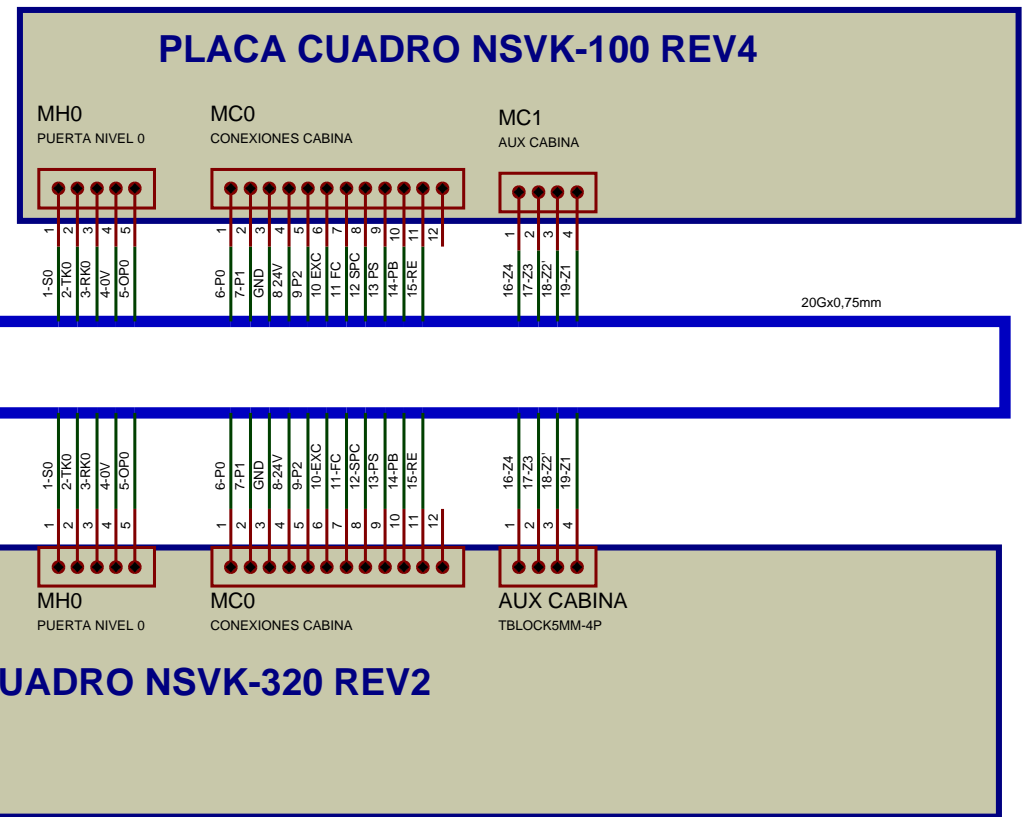 PLACA CUADRO NSVK-100 REV4
MH0
PUERTA NIVEL 0
MC0
CONEXIONES CABINA
MC1
AUX CABINA
1 2 3 4 5
1 2 3 4 5 6 7 8 9 10 11 12
1 2 3 4
1-S0
2-TK0
3-RK0
4-0V
5-OP0
6-P0
7-P1
GND
8 24V
9 P2
10 EXC
11 FC
12 SPC
13 PS
14-PB
15-RE
16-Z4
17-Z3
18-Z2'
19-Z1
20Gx0,75mm
1-S0
2-TK0
3-RK0
4-0V
5-OP0
6-P0
7-P1
GND
8-24V
9-P2
10-EXC
11-FC
12-SPC
13-PS
14-PB
15-RE
16-Z4
17-Z3
18-Z2'
19-Z1
1 2 3 4 5
1 2 3 4 5 6 7 8 9 10 11 12
1 2 3 4
MH0
PUERTA NIVEL 0
MC0
CONEXIONES CABINA
AUX CABINA
TBLOCK5MM-4P
UADRO NSVK-320 REV2